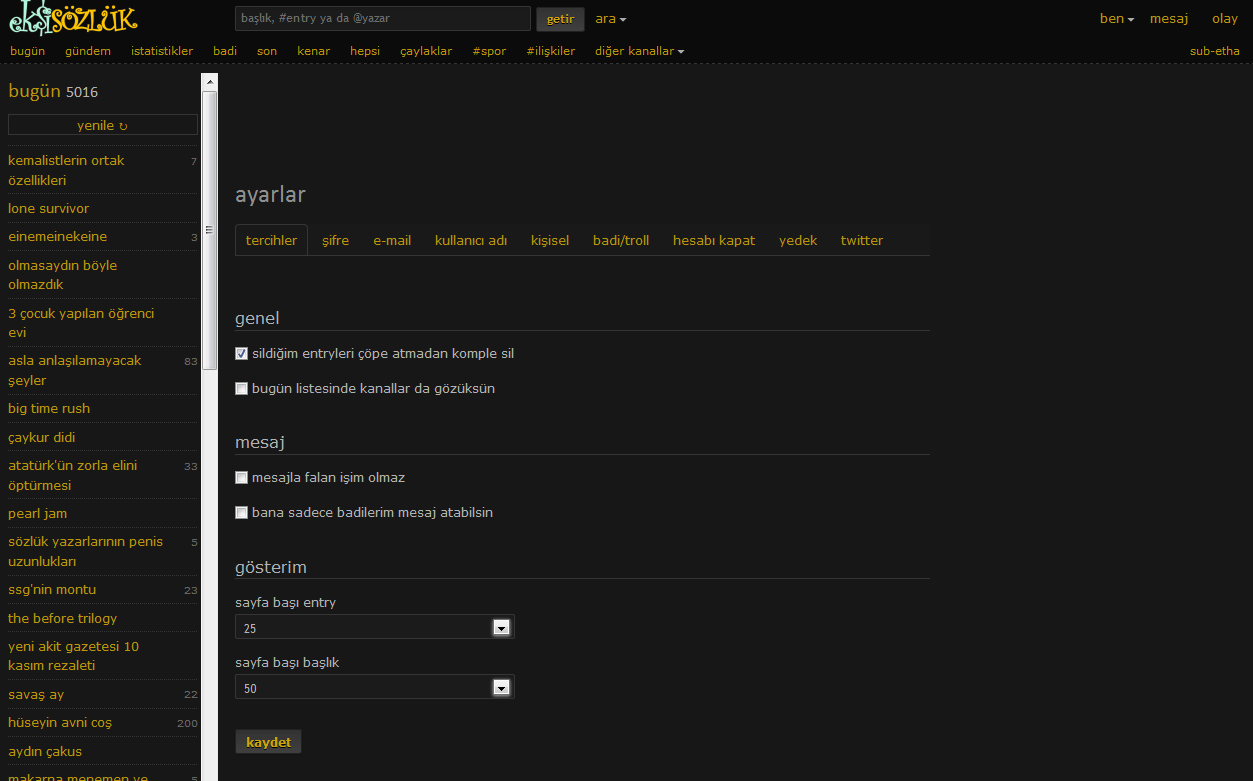 ekşisözlük
başlık, #entry ya da @yazar
getir
ara
ben mesaj olay
bugün gündem istatistikler badi son kenar hepsi çaylaklar #spor #ilişkiler diğer kanallar sub-etha
bugün 5016
yenile ↻
kemalistlerin ortak 7
özellikleri
lone survivor
einemeinekeine 3
olmasaydın böyle
olmazdık
3 çocuk yapılan öğrenci
evi
asla anlaşılamayacak 83
şeyler
big time rush
çaykur didi
atatürk'ün zorla elini 33
öptürmesi
pearl jam
sözlük yazarlarının penis 5
uzunlukları
ssg'nin montu 23
the before trilogy
yeni akit gazetesi 10
kasım rezaleti
savaş ay 22
hüseyin avni coş 200
aydın çakus
makarna menemen ve 5
ayarlar
tercihler şifre e-mail kullanıcı adı kişisel badi/troll hesabı kapat yedek twitter
genel
sildiğim entryleri çöpe atmadan komple sil
bugün listesinde kanallar da gözüksün
mesaj
mesajla falan işim olmaz
bana sadece badilerim mesaj atabilsin
gösterim
sayfa başı entry
25
sayfa başı başlık
50
kaydet